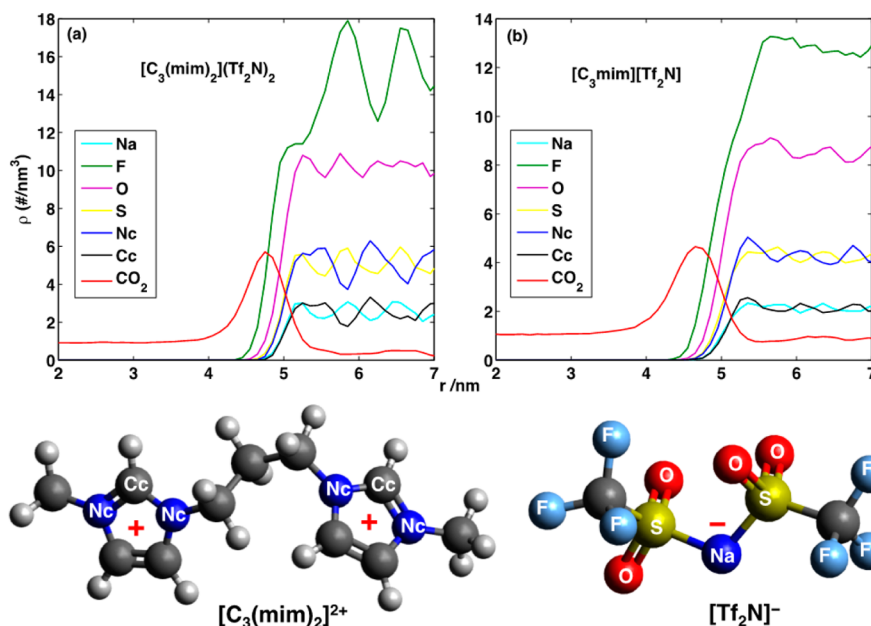 (a)
[C3(mim)2](Tf2N)2
18
16
14
12
10
8
6
4
2
0
ρ (#/nm3)
Na
F
O
S
Nc
Cc
CO2
2 3 4 5 6 7
(b)
[C3mim][Tf2N]
14
12
10
8
6
4
2
0
Na
F
O
S
Nc
Cc
CO2
2 3 4 5 6 7
r /nm
Cc
Nc
Nc
+
Nc
Cc
Nc
+
[C3(mim)2]2+
F
F
F
O
S
O
O
O
S
−
Na
F
F
F
[Tf2N]−